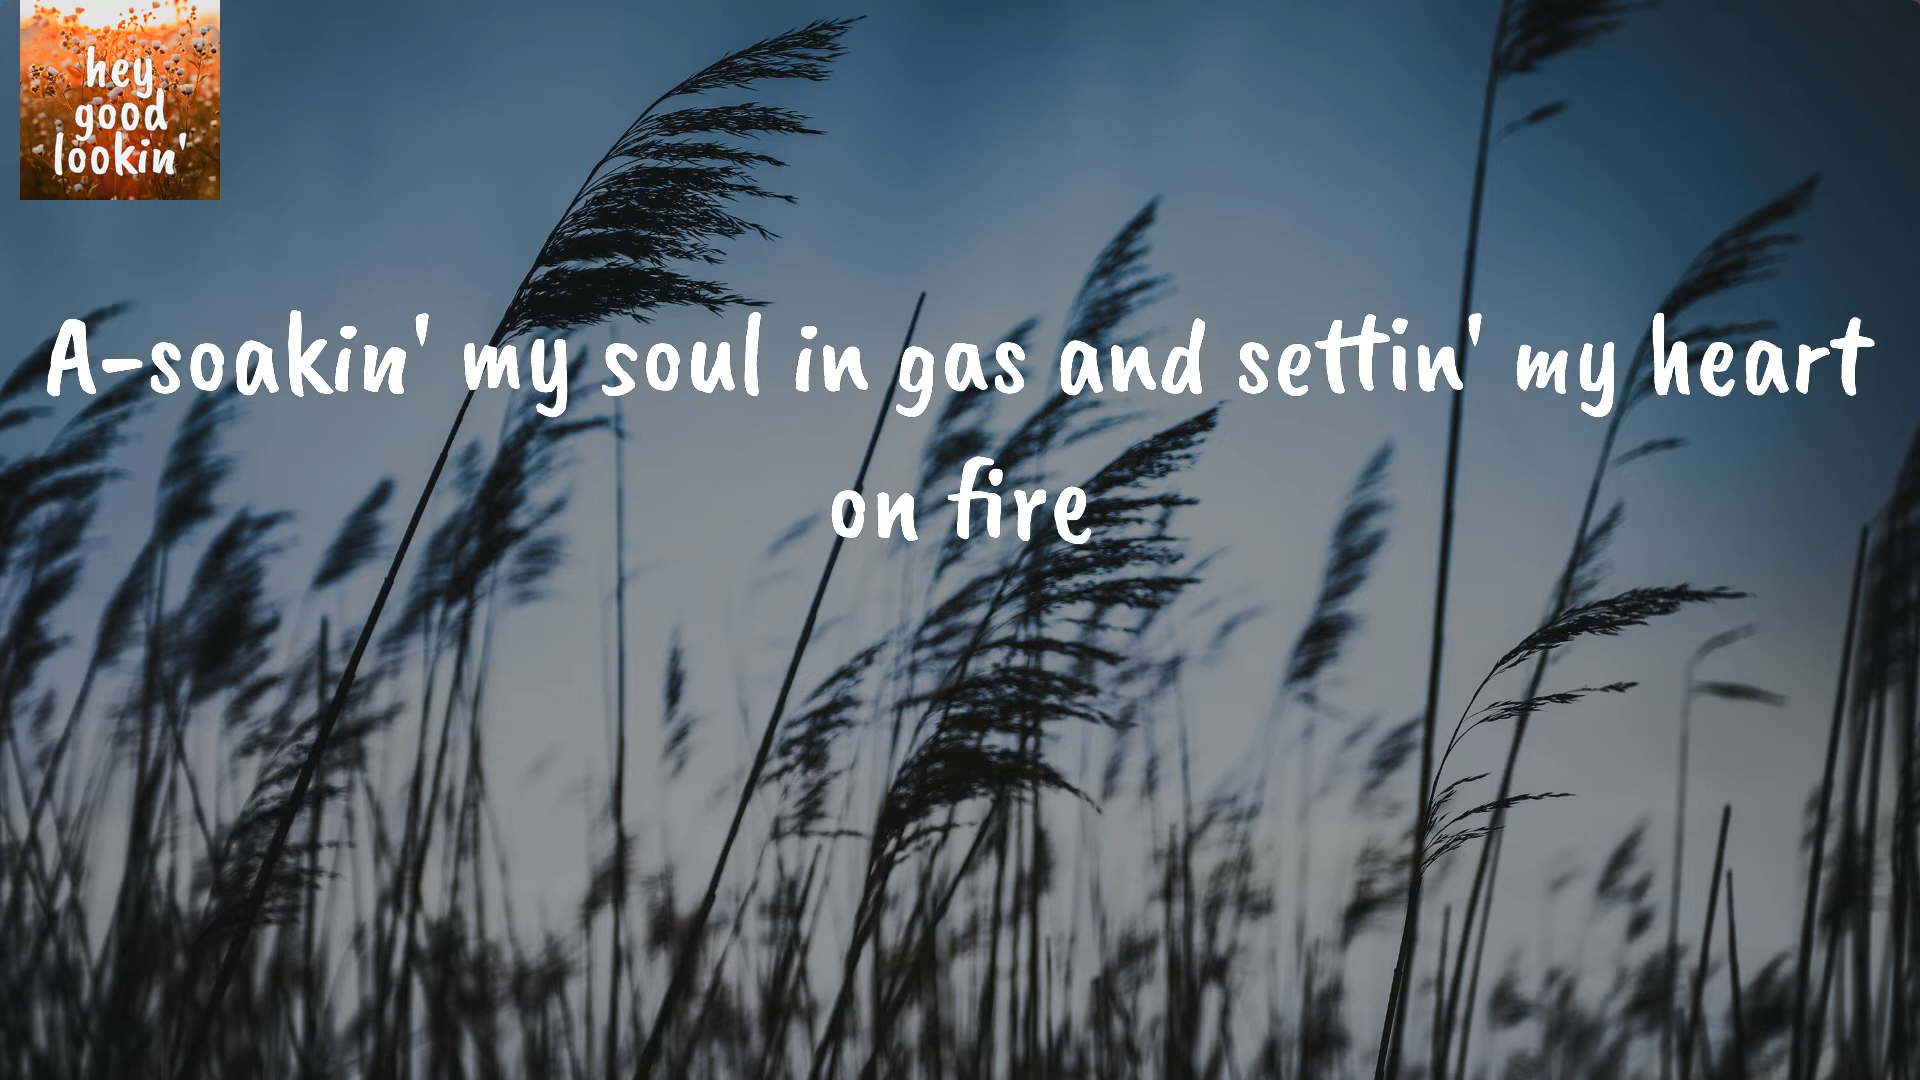 hey
good
lookin'
A-soakin' my soul in gas and settin' my heart
on fire